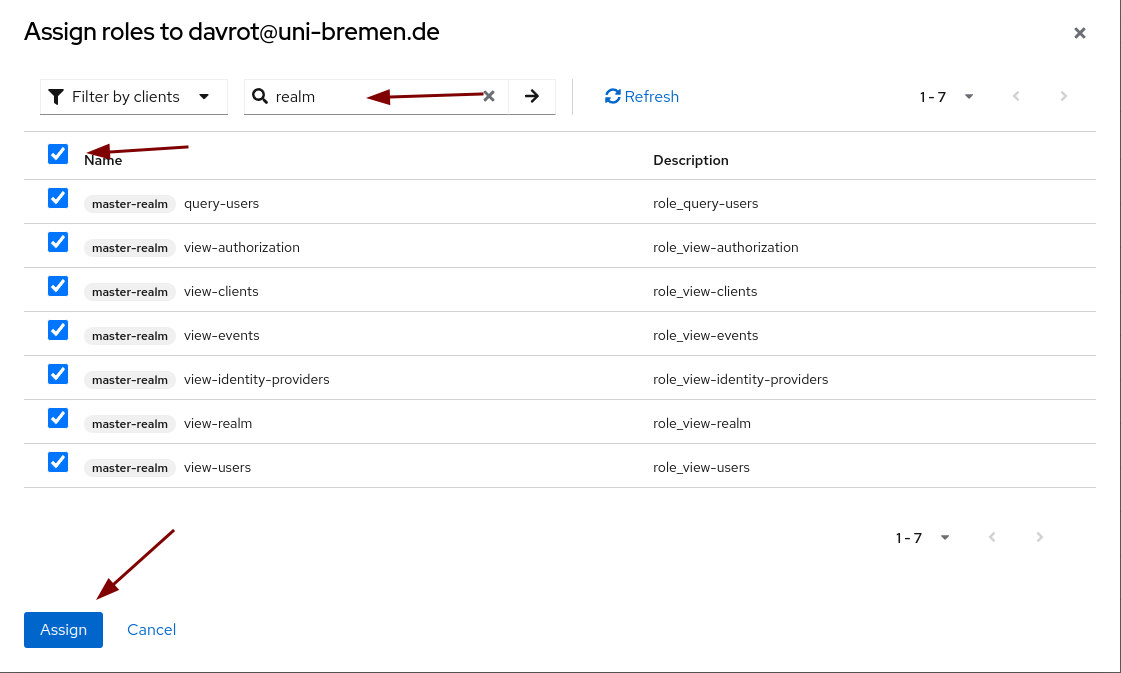 Assign roles to davrot@uni-bremen.de
Filter by clients realm Refresh 1 - 7
Name Description
master-realm query-users role_query-users
master-realm view-authorization role_view-authorization
master-realm view-clients role_view-clients
master-realm view-events role_view-events
master-realm view-identity-providers role_view-identity-providers
master-realm view-realm role_view-realm
master-realm view-users role_view-users
1 - 7
Assign Cancel